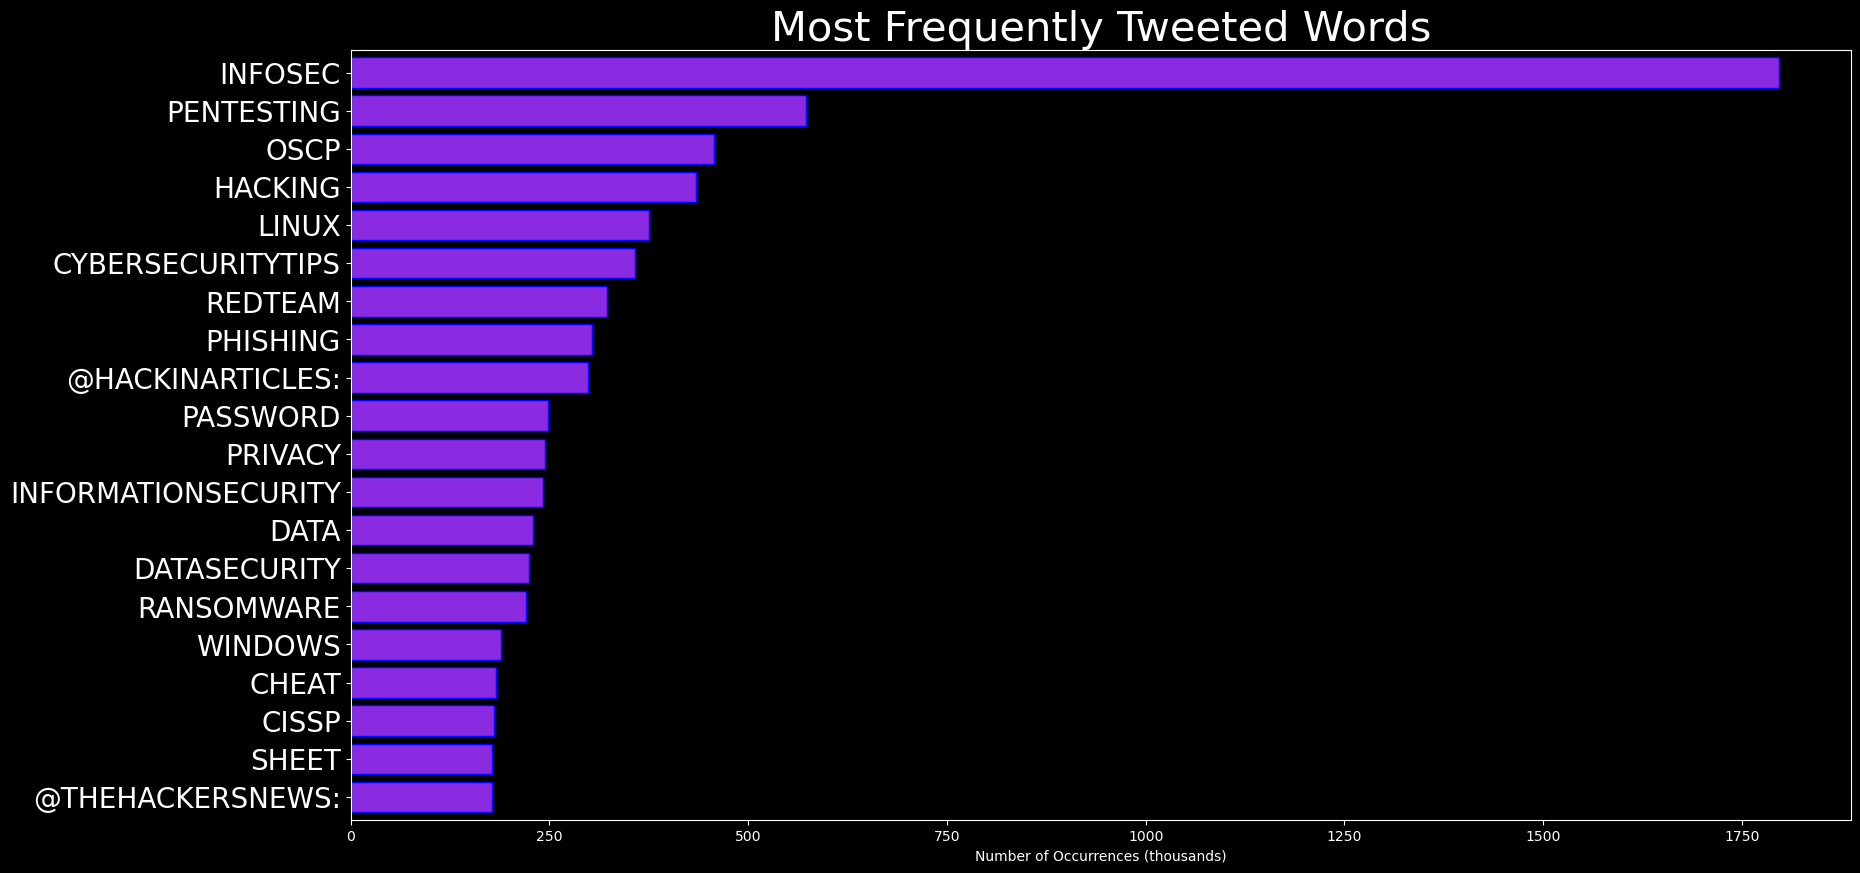 Most Frequently Tweeted Words
INFOSEC
PENTESTING
OSCP
HACKING
LINUX
CYBERSECURITYTIPS
REDTEAM
PHISHING
@HACKINARTICLES:
PASSWORD
PRIVACY
INFORMATIONSECURITY
DATA
DATASECURITY
RANSOMWARE
WINDOWS
CHEAT
CISSP
SHEET
@THEHACKERSNEWS:
0 250 500 750 1000 1250 1500 1750
Number of Occurrences (thousands)